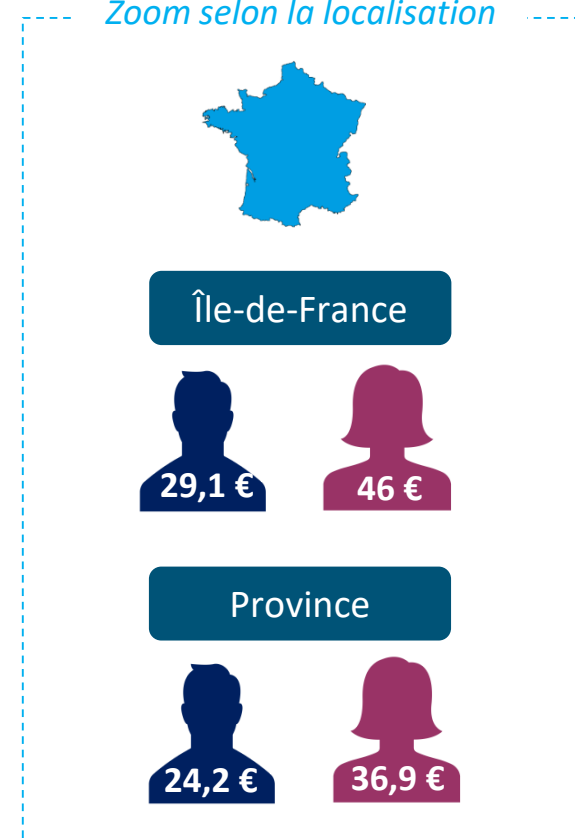 Zoom selon la localisation
Île-de-France
29,1 €
46 €
Province
24,2 €
36,9 €